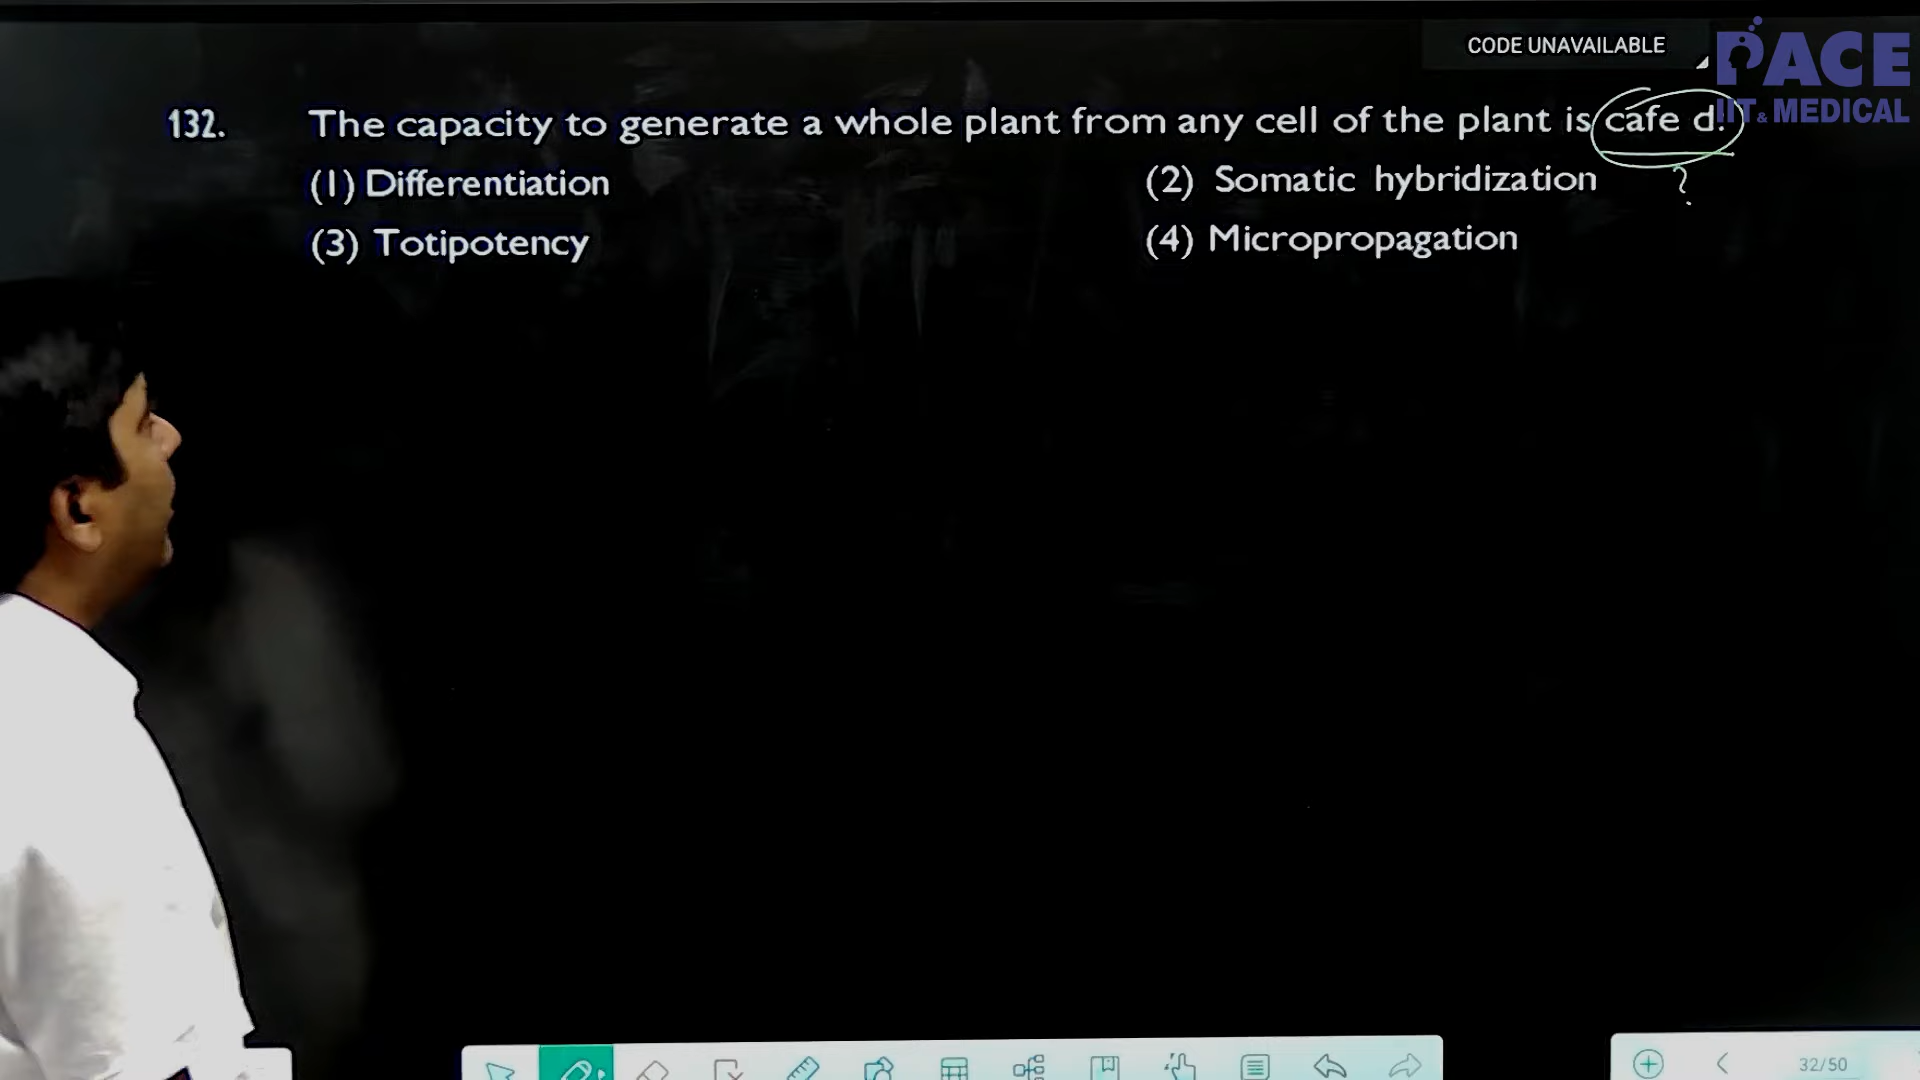 CODE UNAVAILABLE
PACE
IIT & MEDICAL
132. The capacity to generate a whole plant from any cell of the plant is cafe d.
?
(1) Differentiation
(2) Somatic hybridization
(3) Totipotency
(4) Micropropagation
32/50